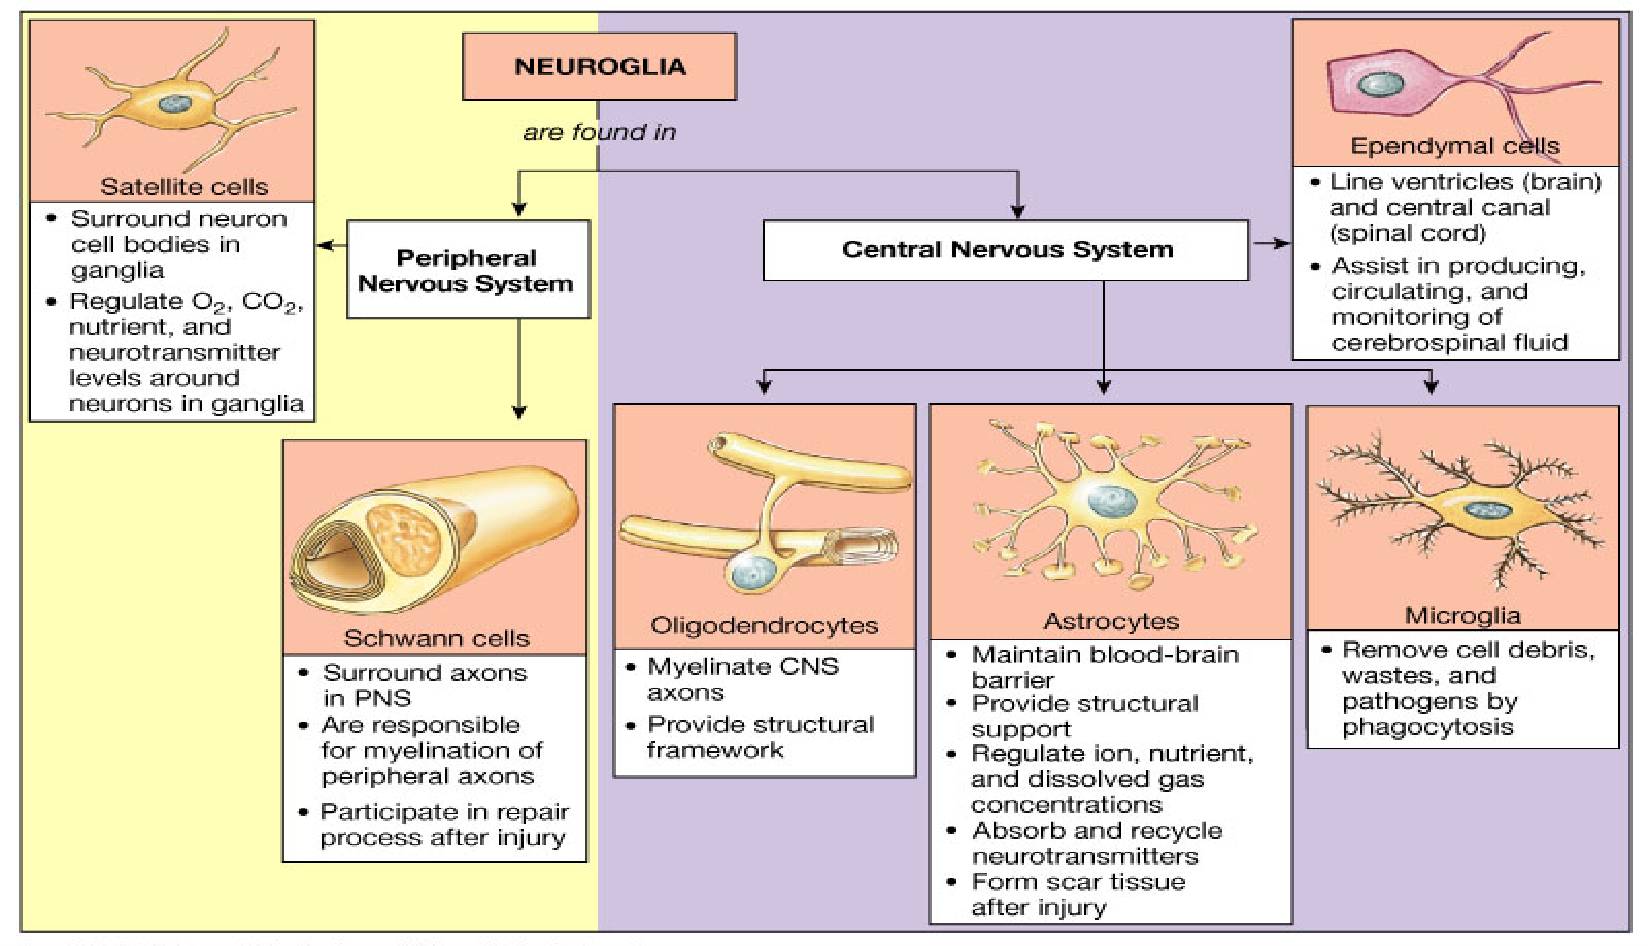 NEUROGLIA
are found in
Peripheral
Nervous System
Central Nervous System
Satellite cells
• Surround neuron
cell bodies in
ganglia
• Regulate O₂, CO₂,
nutrient, and
neurotransmitter
levels around
neurons in ganglia
Schwann cells
• Surround axons
in PNS
• Are responsible
for myelination of
peripheral axons
• Participate in repair
process after injury
Oligodendrocytes
• Myelinate CNS
axons
• Provide structural
framework
Astrocytes
• Maintain blood-brain
barrier
• Provide structural
support
• Regulate ion, nutrient,
and dissolved gas
concentrations
• Absorb and recycle
neurotransmitters
• Form scar tissue
after injury
Microglia
• Remove cell debris,
wastes, and
pathogens by
phagocytosis
Ependymal cells
• Line ventricles (brain)
and central canal
(spinal cord)
• Assist in producing,
circulating, and
monitoring of
cerebrospinal fluid